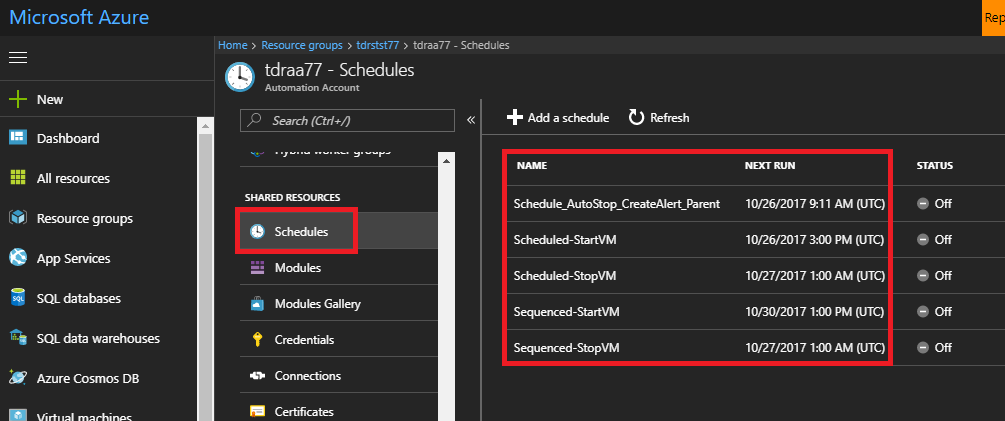 Microsoft Azure
Rep
Home > Resource groups > tdrstst77 > tdraa77 - Schedules
tdraa77 - Schedules
Automation Account
New
Dashboard
All resources
Resource groups
App Services
SQL databases
SQL data warehouses
Azure Cosmos DB
Virtual machines
Search (Ctrl+/)
«
Hybrid worker groups
SHARED RESOURCES
Schedules
Modules
Modules Gallery
Credentials
Connections
Certificates
Add a schedule Refresh
NAME NEXT RUN STATUS
Schedule_AutoStop_CreateAlert_Parent 10/26/2017 9:11 AM (UTC) Off
Scheduled-StartVM 10/26/2017 3:00 PM (UTC) Off
Scheduled-StopVM 10/27/2017 1:00 AM (UTC) Off
Sequenced-StartVM 10/30/2017 1:00 PM (UTC) Off
Sequenced-StopVM 10/27/2017 1:00 AM (UTC) Off